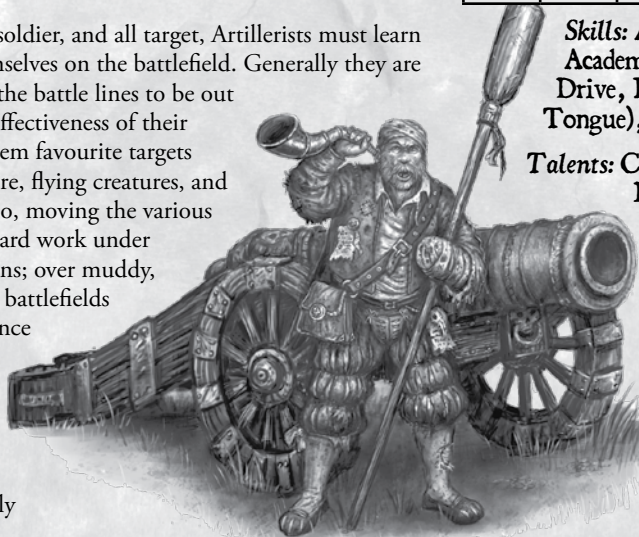 soldier, and all target, Artillerists must learn
nselves on the battlefield. Generally they are
the battle lines to be out
ffectiveness of their
em favourite targets
re, flying creatures, and
o, moving the various
ard work under
ns; over muddy,
battlefields
nce
ly
Skills:
Academ
Drive,
Tongue),
Talents: C